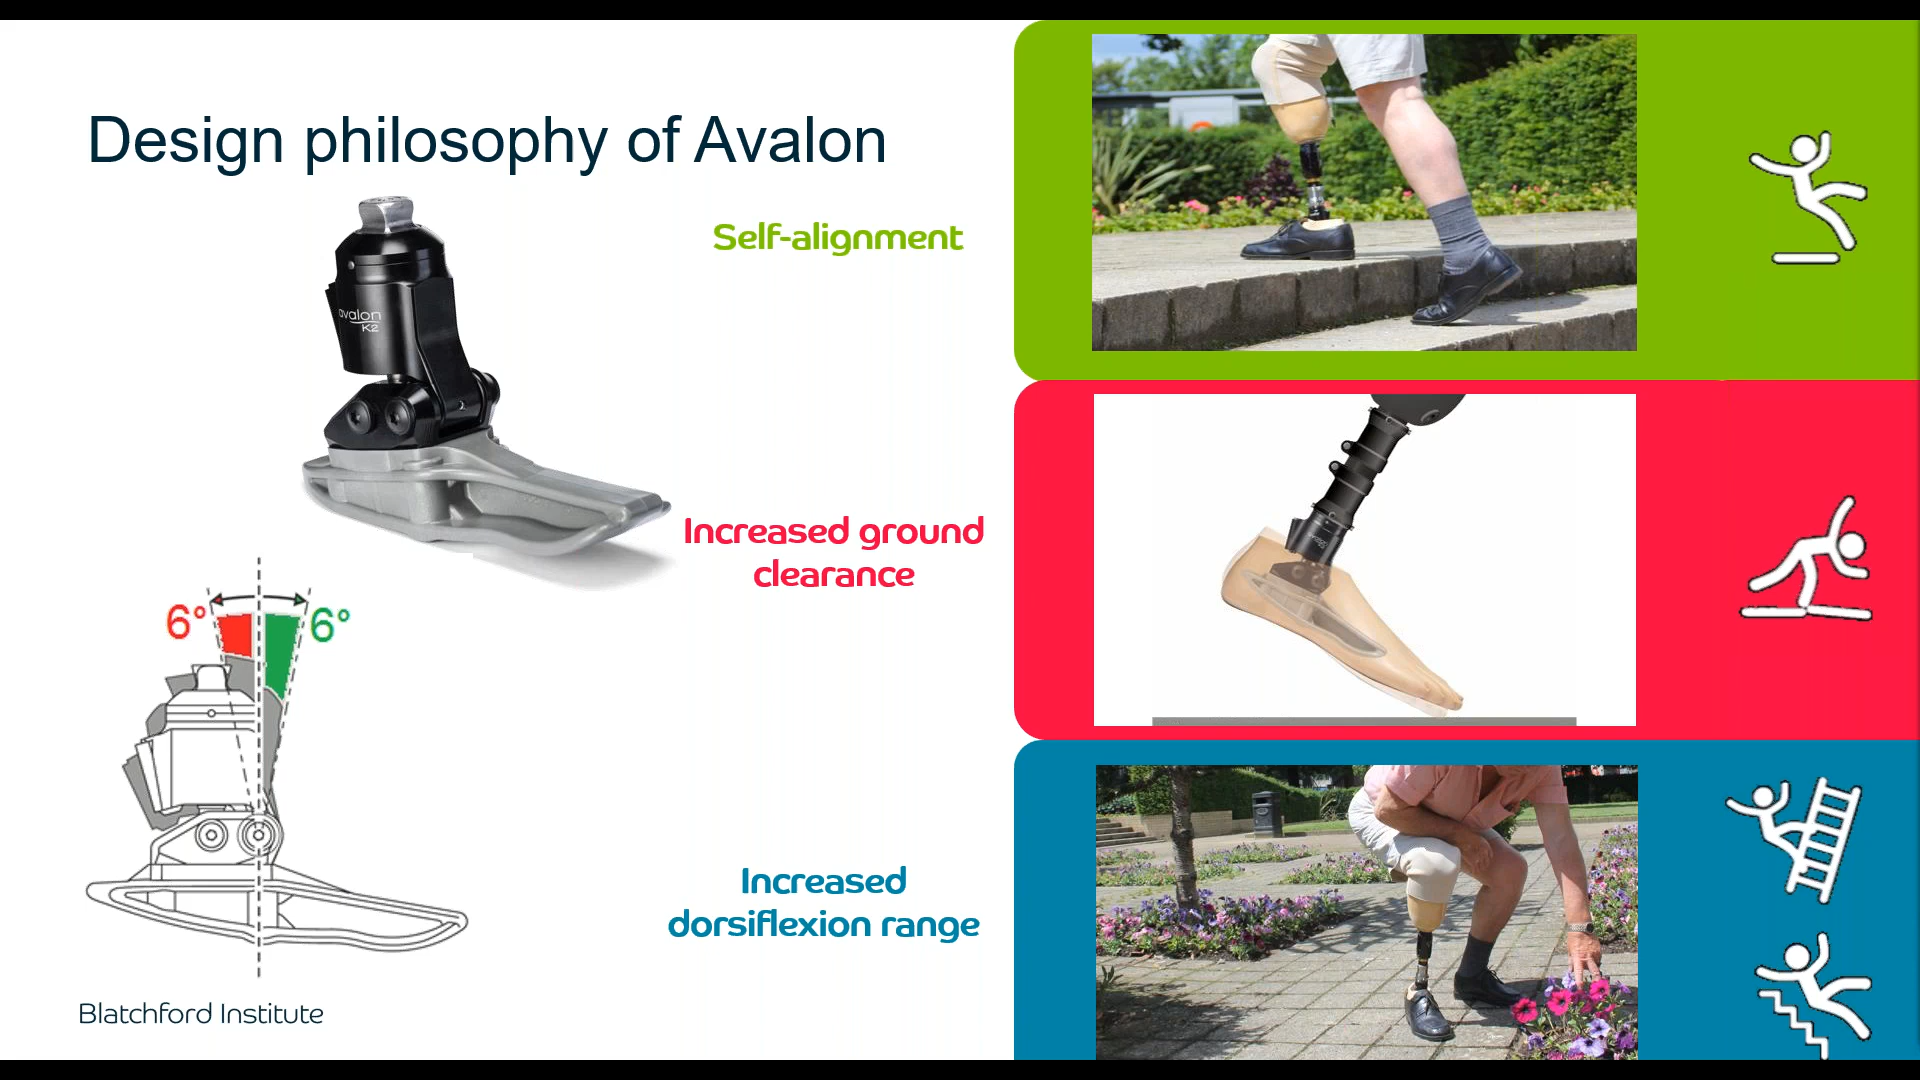 Design philosophy of Avalon
Self-alignment
avalon
K2
Increased ground
clearance
6°
6°
Increased
dorsiflexion range
Blatchford Institute